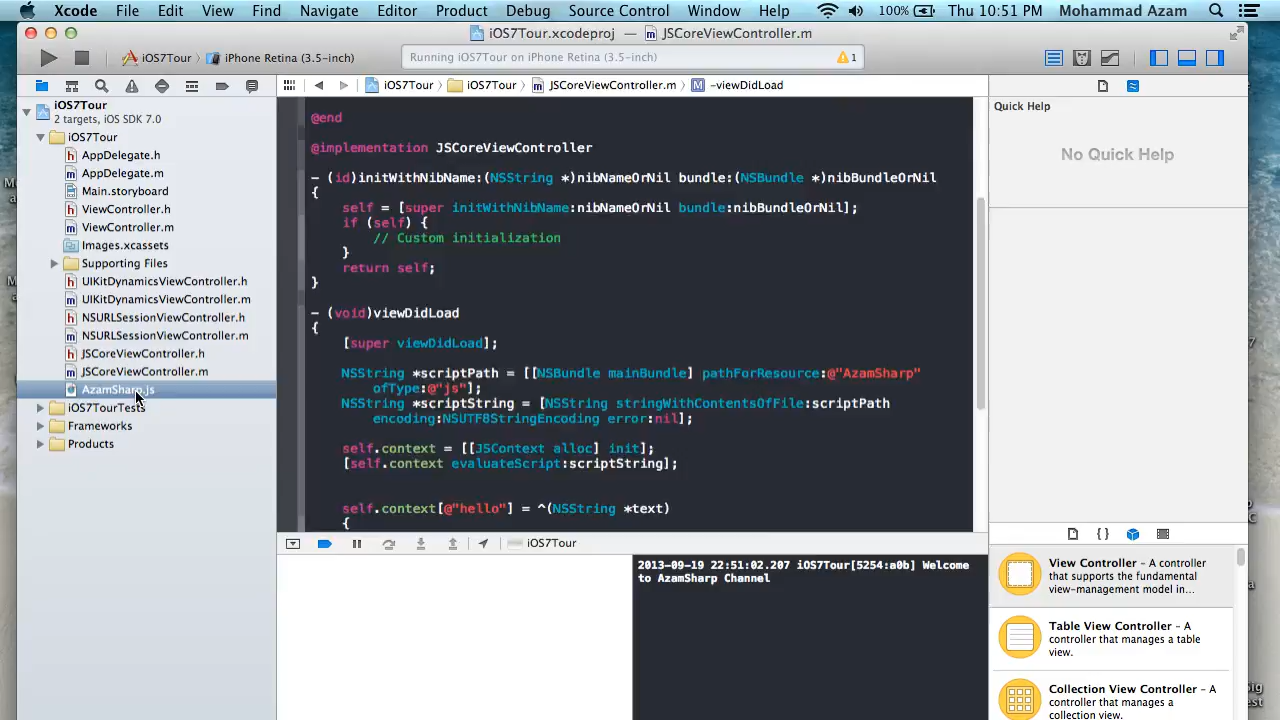 Xcode File Edit View Find Navigate Editor Product Debug Source Control Window Help 100% Thu 10:51 PM Mohammad Azam
iOS7Tour.xcodeproj — JSCoreViewController.m
iOS7Tour iPhone Retina (3.5-inch) Running iOS7Tour on iPhone Retina (3.5-inch) 1
iOS7Tour iOS7Tour JSCoreViewController.m M -viewDidLoad
iOS7Tour
2 targets, iOS SDK 7.0
iOS7Tour
h AppDelegate.h
m AppDelegate.m
Main.storyboard
h ViewController.h
m ViewController.m
Images.xcassets
Supporting Files
h UIKitDynamicsViewController.h
m UIKitDynamicsViewController.m
h NSURLSessionViewController.h
m NSURLSessionViewController.m
h JSCoreViewController.h
m JSCoreViewController.m
AzamSharp.js
iOS7TourTests
Frameworks
Products
@end
@implementation JSCoreViewController
- (id)initWithNibName:(NSString *)nibNameOrNil bundle:(NSBundle *)nibBundleOrNil
{
self = [super initWithNibName:nibNameOrNil bundle:nibBundleOrNil];
if (self) {
// Custom initialization
}
return self;
}
- (void)viewDidLoad
{
[super viewDidLoad];
NSString *scriptPath = [[NSBundle mainBundle] pathForResource:@"AzamSharp"
ofType:@"js"];
NSString *scriptString = [NSString stringWithContentsOfFile:scriptPath
encoding:NSUTF8StringEncoding error:nil];
self.context = [[JSContext alloc] init];
[self.context evaluateScript:scriptString];
self.context[@"hello"] = ^(NSString *text)
{
iOS7Tour
2013-09-19 22:51:02.207 iOS7Tour[5254:a0b] Welcome
to AzamSharp Channel
Quick Help
No Quick Help
{ }
View Controller - A controller
that supports the fundamental
view-management model in...
Table View Controller - A
controller that manages a table
view.
Collection View Controller - A
controller that manages a
collection view.